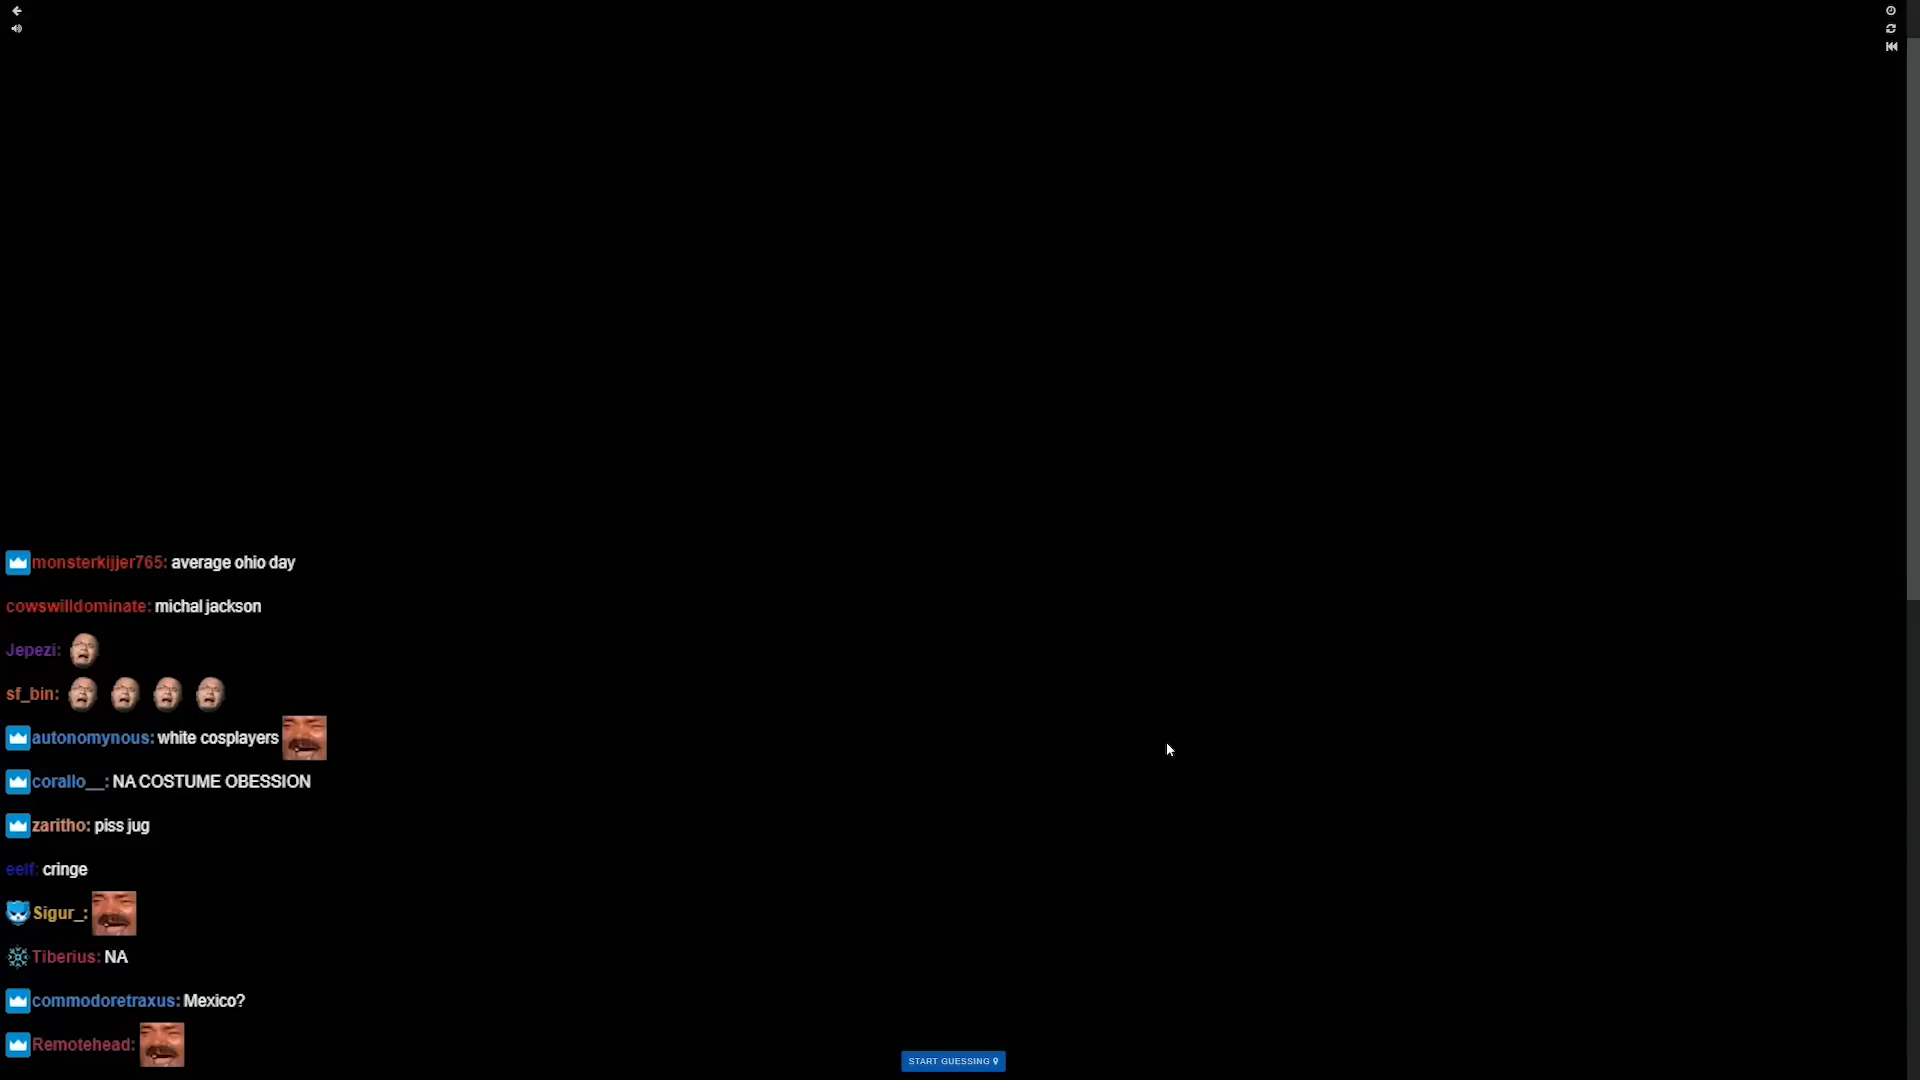 monsterkijjer765: average ohio day
cowswilldominate: michal jackson
Jepezi:
sf_bin:
autonomynous: white cosplayers
corallo__: NA COSTUME OBESSION
zaritho: piss jug
eelf: cringe
Sigur_:
Tiberius: NA
commodoretraxus: Mexico?
Remotehead:
START GUESSING